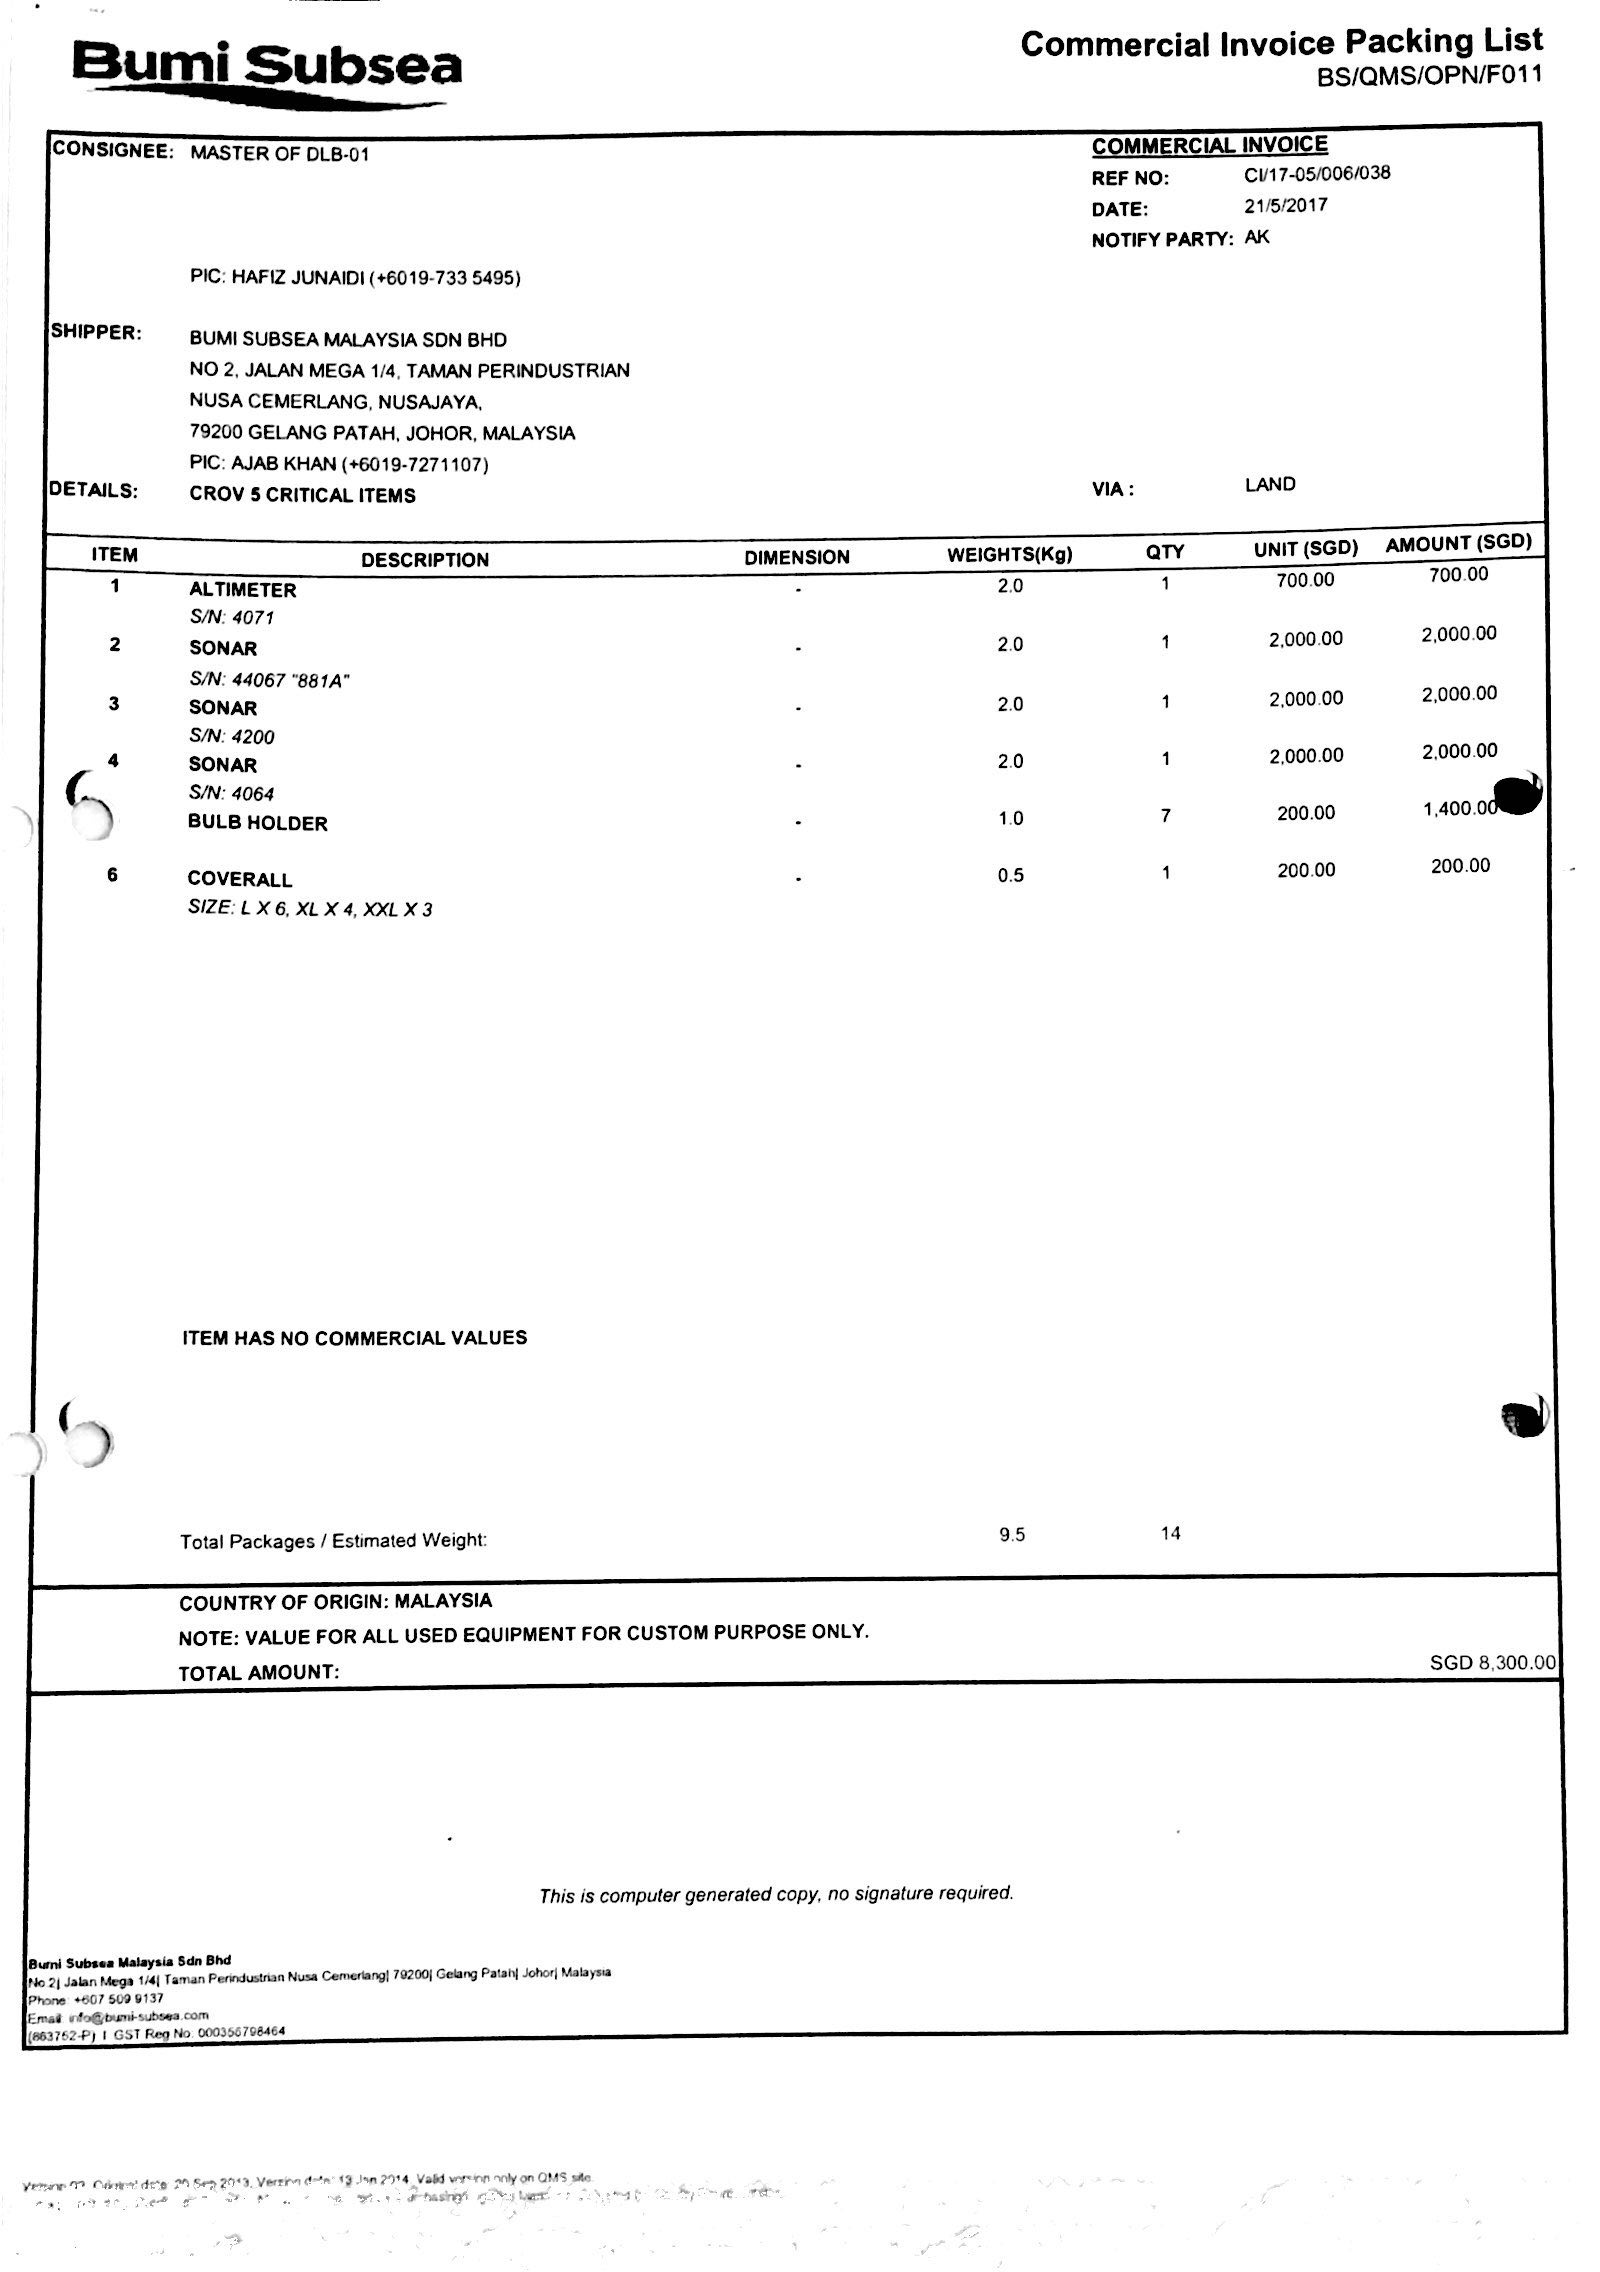 Bumi Subsea
Commercial Invoice Packing List
BS/QMS/OPN/F011
CONSIGNEE: MASTER OF DLB-01
COMMERCIAL INVOICE
REF NO: CI/17-05/006/038
DATE: 21/5/2017
NOTIFY PARTY: AK
PIC: HAFIZ JUNAIDI (+6019-733 5495)
SHIPPER: BUMI SUBSEA MALAYSIA SDN BHD
NO 2, JALAN MEGA 1/4, TAMAN PERINDUSTRIAN
NUSA CEMERLANG, NUSAJAYA,
79200 GELANG PATAH, JOHOR, MALAYSIA
PIC: AJAB KHAN (+6019-7271107)
DETAILS: CROV 5 CRITICAL ITEMS VIA : LAND
ITEM DESCRIPTION DIMENSION WEIGHTS(Kg) QTY UNIT (SGD) AMOUNT (SGD)
1 ALTIMETER - 2.0 1 700.00 700.00
S/N: 4071
2 SONAR - 2.0 1 2,000.00 2,000.00
S/N: 44067 "881A"
3 SONAR - 2.0 1 2,000.00 2,000.00
S/N: 4200
4 SONAR - 2.0 1 2,000.00 2,000.00
S/N: 4064
BULB HOLDER - 1.0 7 200.00 1,400.00
6 COVERALL - 0.5 1 200.00 200.00
SIZE: L X 6, XL X 4, XXL X 3
ITEM HAS NO COMMERCIAL VALUES
Total Packages / Estimated Weight: 9.5 14
COUNTRY OF ORIGIN: MALAYSIA
NOTE: VALUE FOR ALL USED EQUIPMENT FOR CUSTOM PURPOSE ONLY.
TOTAL AMOUNT: SGD 8,300.00
This is computer generated copy, no signature required.
Bumi Subsea Malaysia Sdn Bhd
No 2| Jalan Mega 1/4| Taman Perindustrian Nusa Cemerlang| 79200| Gelang Patah| Johor| Malaysia
Phone: +607 509 9137
Email: info@bumi-subsea.com
(863752-P) I GST Reg No. 000356798464
Sep 2013, Version date: 13 Jan 2014, Valid version only on QMS site.